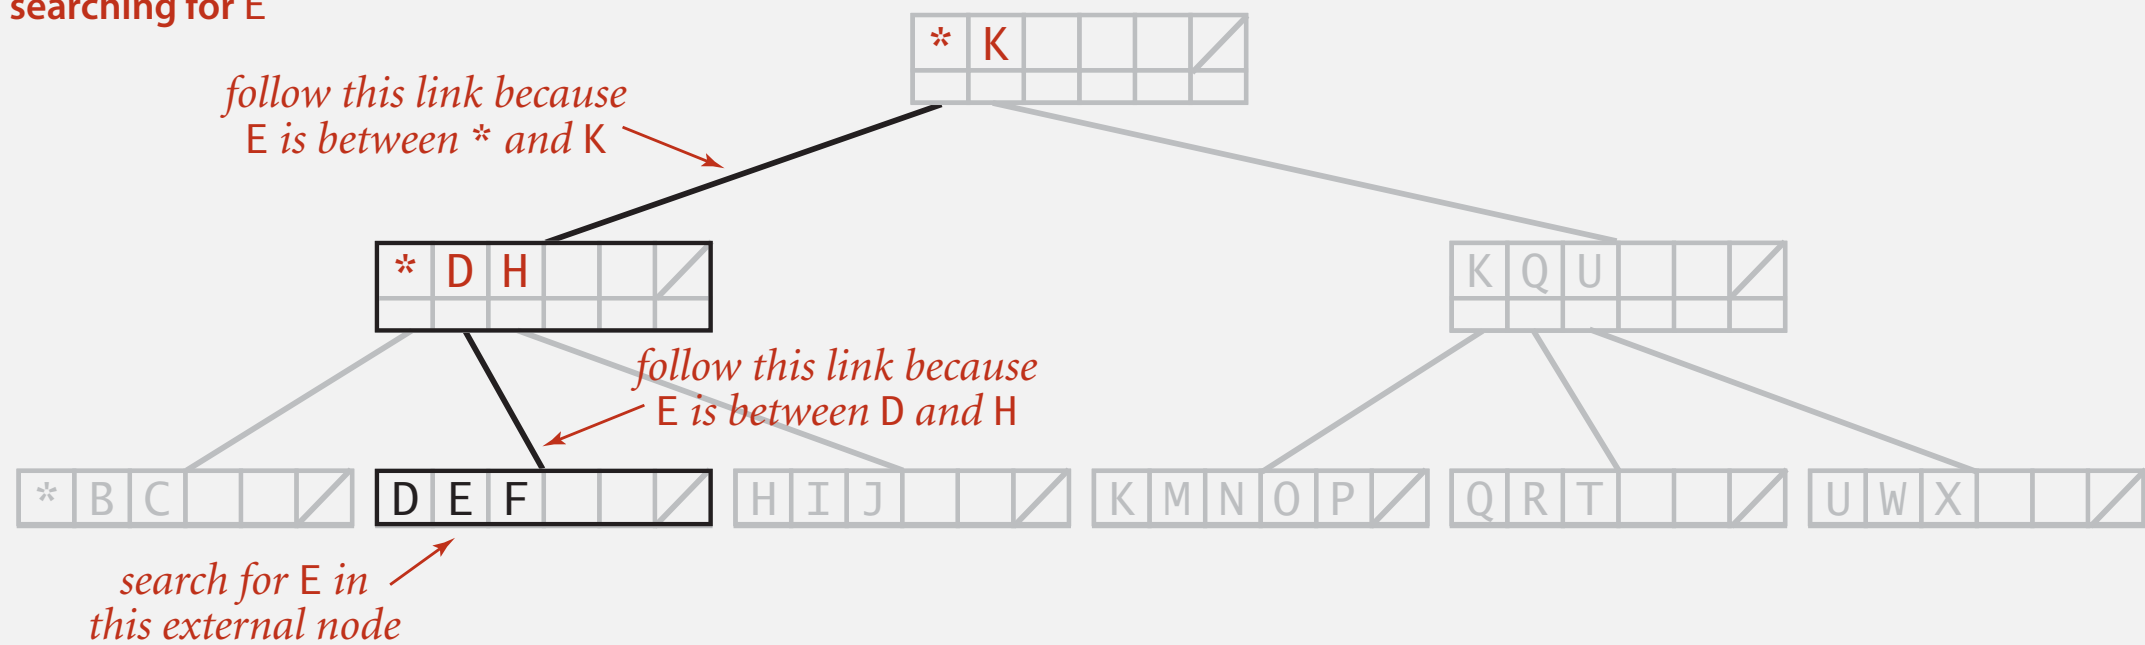 searching for E
* K
follow this link because
E is between * and K
* D H
K Q U
follow this link because
E is between D and H
* B C
D E F
H I J
K M N O P
Q R T
U W X
search for E in
this external node